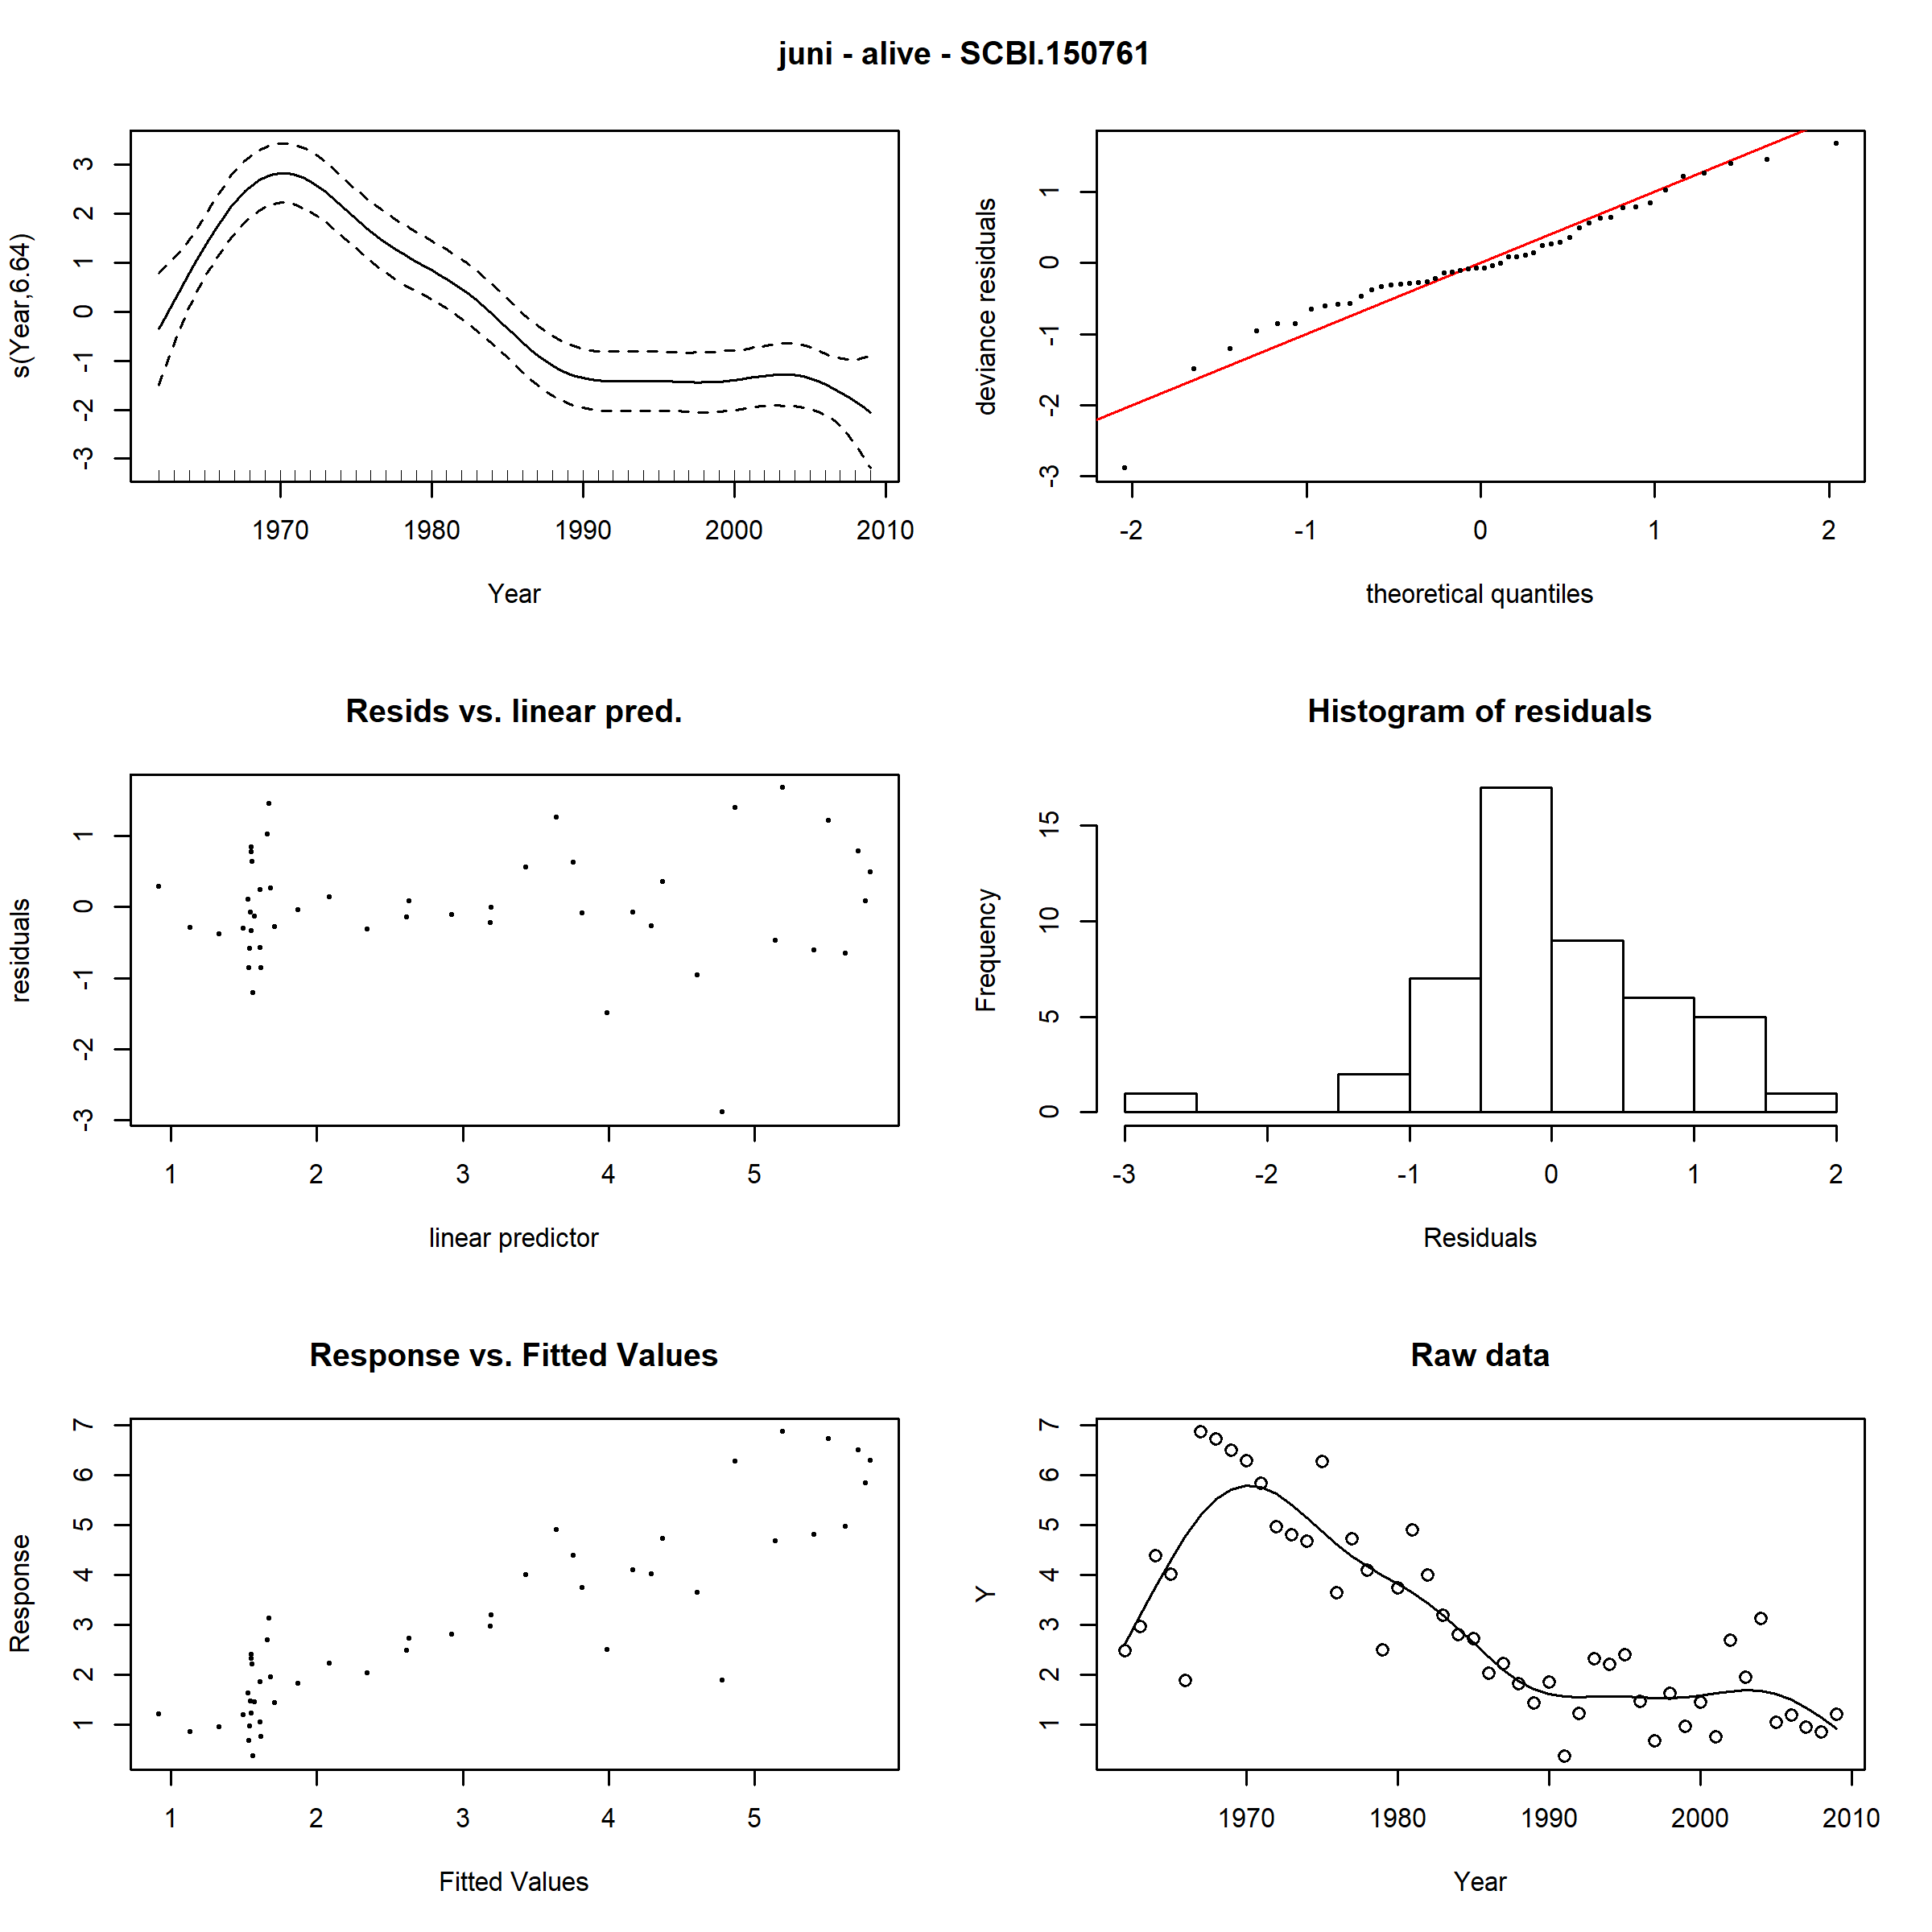 juni - alive - SCBI.150761
s(Year,6.64)
3
2
1
0
-1
-2
-3
1970 1980 1990 2000 2010
Year
deviance residuals
1
0
-1
-2
-3
-2 -1 0 1 2
theoretical quantiles
Resids vs. linear pred.
residuals
1
0
-1
-2
-3
1 2 3 4 5
linear predictor
Histogram of residuals
Frequency
15
10
5
0
-3 -2 -1 0 1 2
Residuals
Response vs. Fitted Values
Response
7
6
5
4
3
2
1
1 2 3 4 5
Fitted Values
Raw data
Y
7
6
5
4
3
2
1
1970 1980 1990 2000 2010
Year